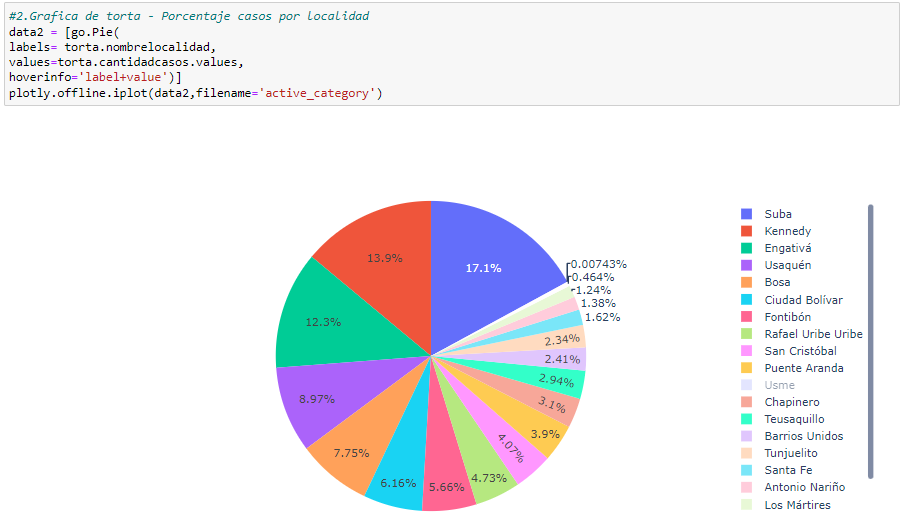 #2.Grafica de torta - Porcentaje casos por localidad
data2 = [go.Pie(
labels= torta.nombrelocalidad,
values=torta.cantidadcasos.values,
hoverinfo='label+value')]
plotly.offline.iplot(data2,filename='active_category')
17.1%
0.00743%
0.464%
1.24%
1.38%
1.62%
2.34%
2.41%
2.94%
3.1%
3.9%
4.07%
4.73%
5.66%
6.16%
7.75%
8.97%
12.3%
13.9%
Suba
Kennedy
Engativá
Usaquén
Bosa
Ciudad Bolívar
Fontibón
Rafael Uribe Uribe
San Cristóbal
Puente Aranda
Usme
Chapinero
Teusaquillo
Barrios Unidos
Tunjuelito
Santa Fe
Antonio Nariño
Los Mártires